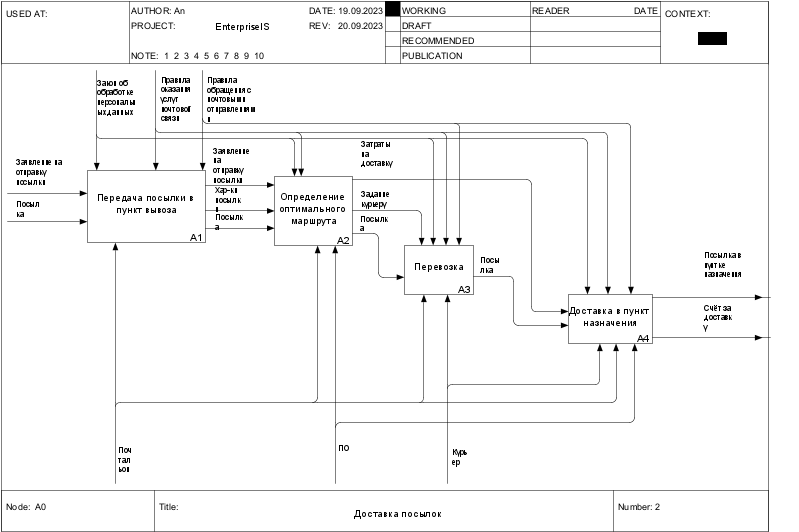 USED AT:
AUTHOR: An
DATE: 19.09.2023
PROJECT: EnterpriseIS
REV: 20.09.2023
NOTE: 1 2 3 4 5 6 7 8 9 10
WORKING
DRAFT
RECOMMENDED
PUBLICATION
READER
DATE
CONTEXT:
Закон об
обработке
персональн
ых данных
Правила
оказания
услуг
почтовой
связи
Правила
обращения с
почтовыми
отправлениям
и
Заявление на
отправку
посылки
Посыл
ка
Передача посылки в
пункт вывоза
A1
Заявление
на
отправку
посылки
Хар-ки
посылк
и
Посылк
а
Определение
оптимального
маршрута
A2
Затраты
на
доставку
Задание
курьеру
Посылк
а
Перевозка
A3
Посы
лка
Доставка в пункт
назначения
A4
Посылка в
пункте
назначения
Счёт за
доставк
у
Поч
тал
ьон
ПО
Курь
ер
Node: A0
Title:
Доставка посылок
Number: 2